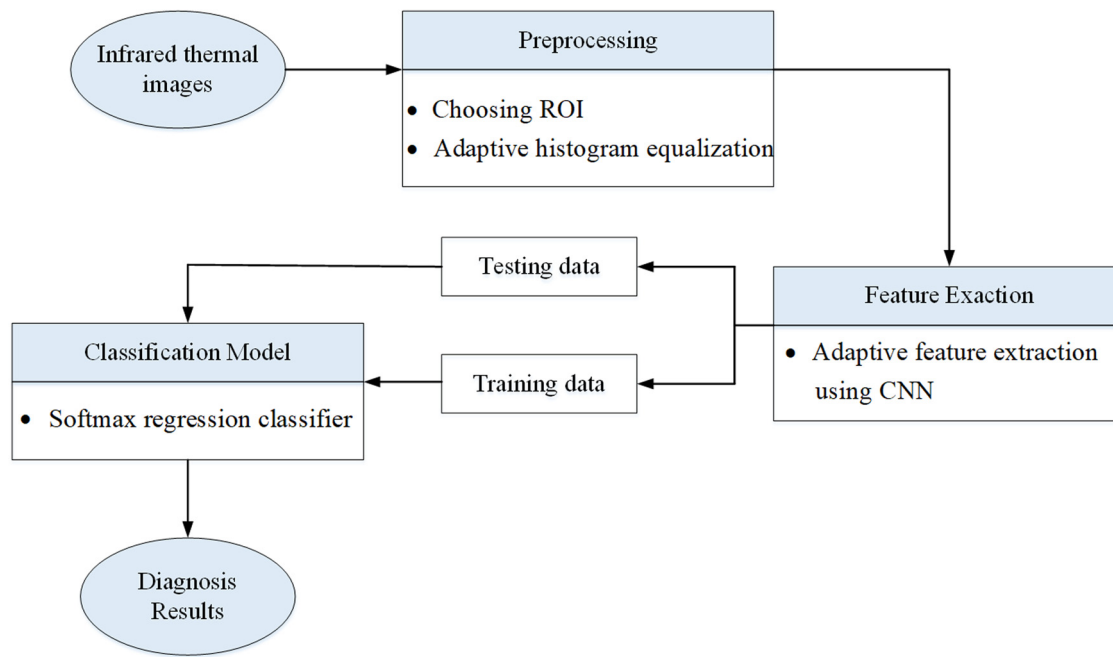 Infrared thermal
images
Preprocessing
• Choosing ROI
• Adaptive histogram equalization
Testing data
Feature Exaction
Classification Model
• Adaptive feature extraction
using CNN
Training data
• Softmax regression classifier
Diagnosis
Results